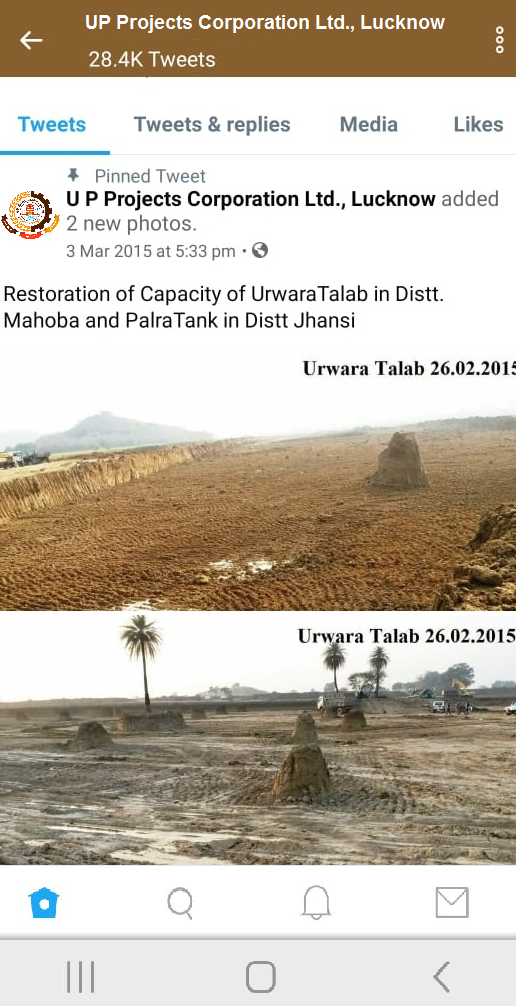 UP Projects Corporation Ltd., Lucknow
28.4K Tweets
Tweets
Tweets & replies
Media
Likes
Pinned Tweet
U P Projects Corporation Ltd., Lucknow added
2 new photos.
3 Mar 2015 at 5:33 pm •
Restoration of Capacity of UrwaraTalab in Distt.
Mahoba and PalraTank in Distt Jhansi
Urwara Talab 26.02.2015
Urwara Talab 26.02.2015